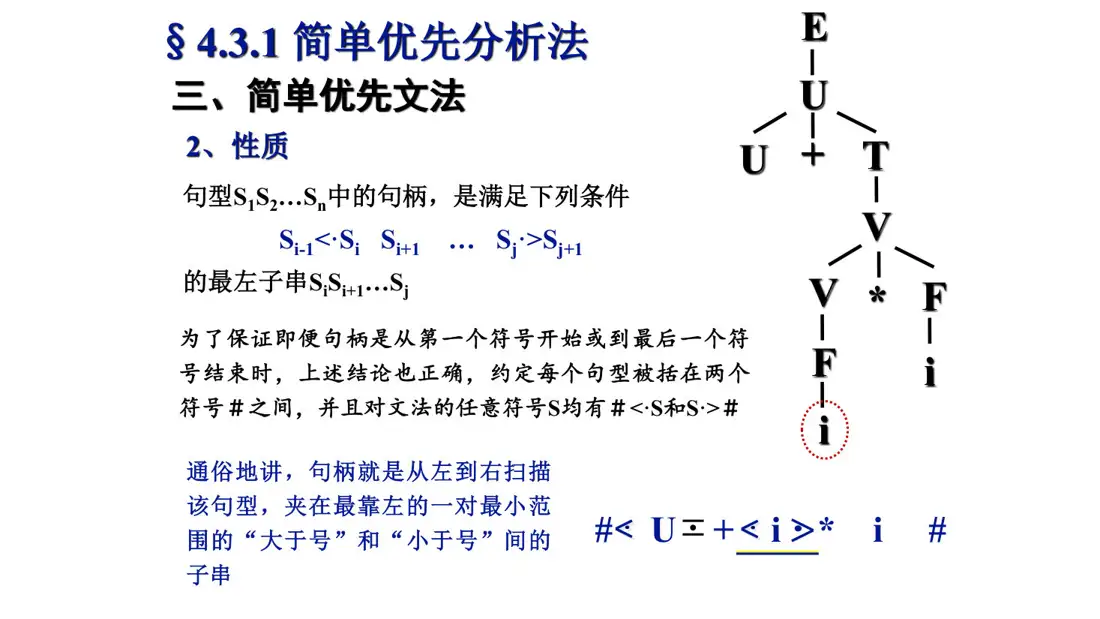 §4.3.1 简单优先分析法
三、简单优先文法
2、性质
句型S1S2…Sn中的句柄，是满足下列条件
Si-1<·Si Si+1 … Sj·>Sj+1
的最左子串SiSi+1…Sj
为了保证即便句柄是从第一个符号开始或到最后一个符
号结束时，上述结论也正确，约定每个句型被括在两个
符号＃之间，并且对文法的任意符号S均有＃<·S和S·>＃
通俗地讲，句柄就是从左到右扫描
该句型，夹在最靠左的一对最小范
围的“大于号”和“小于号”间的
子串
E
U
U + T
V
V * F
F i
i
#⋖ U ≐ + ⋖ i ⋗ * i #